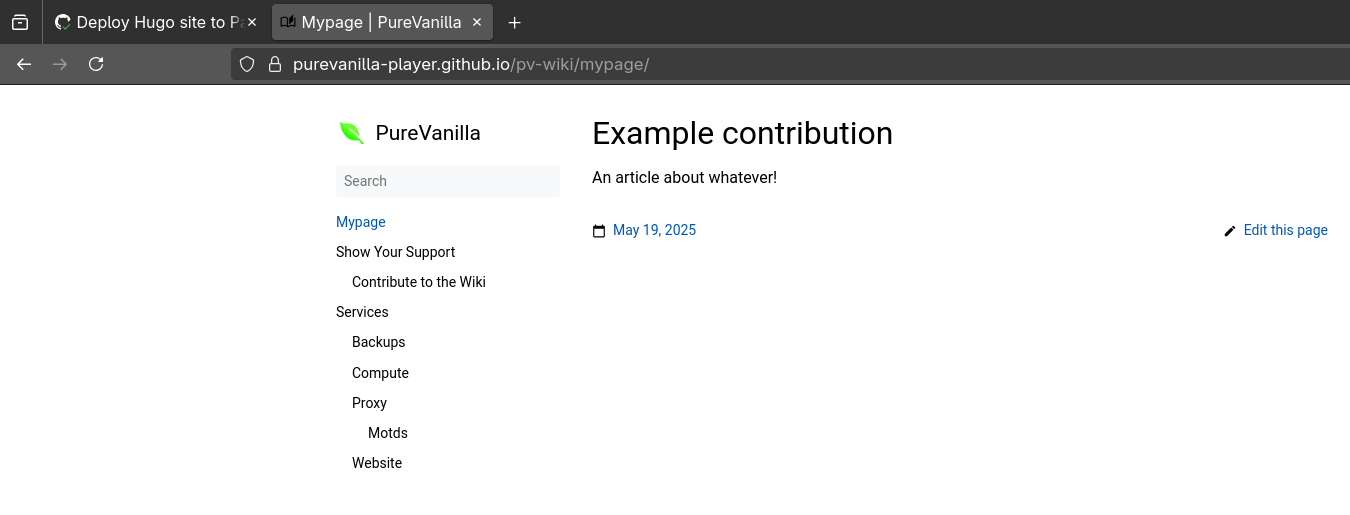 Deploy Hugo site to P
Mypage | PureVanilla
purevanilla-player.github.io/pv-wiki/mypage/
PureVanilla
Search
Mypage
Show Your Support
Contribute to the Wiki
Services
Backups
Compute
Proxy
Motds
Website
Example contribution
An article about whatever!
May 19, 2025
Edit this page